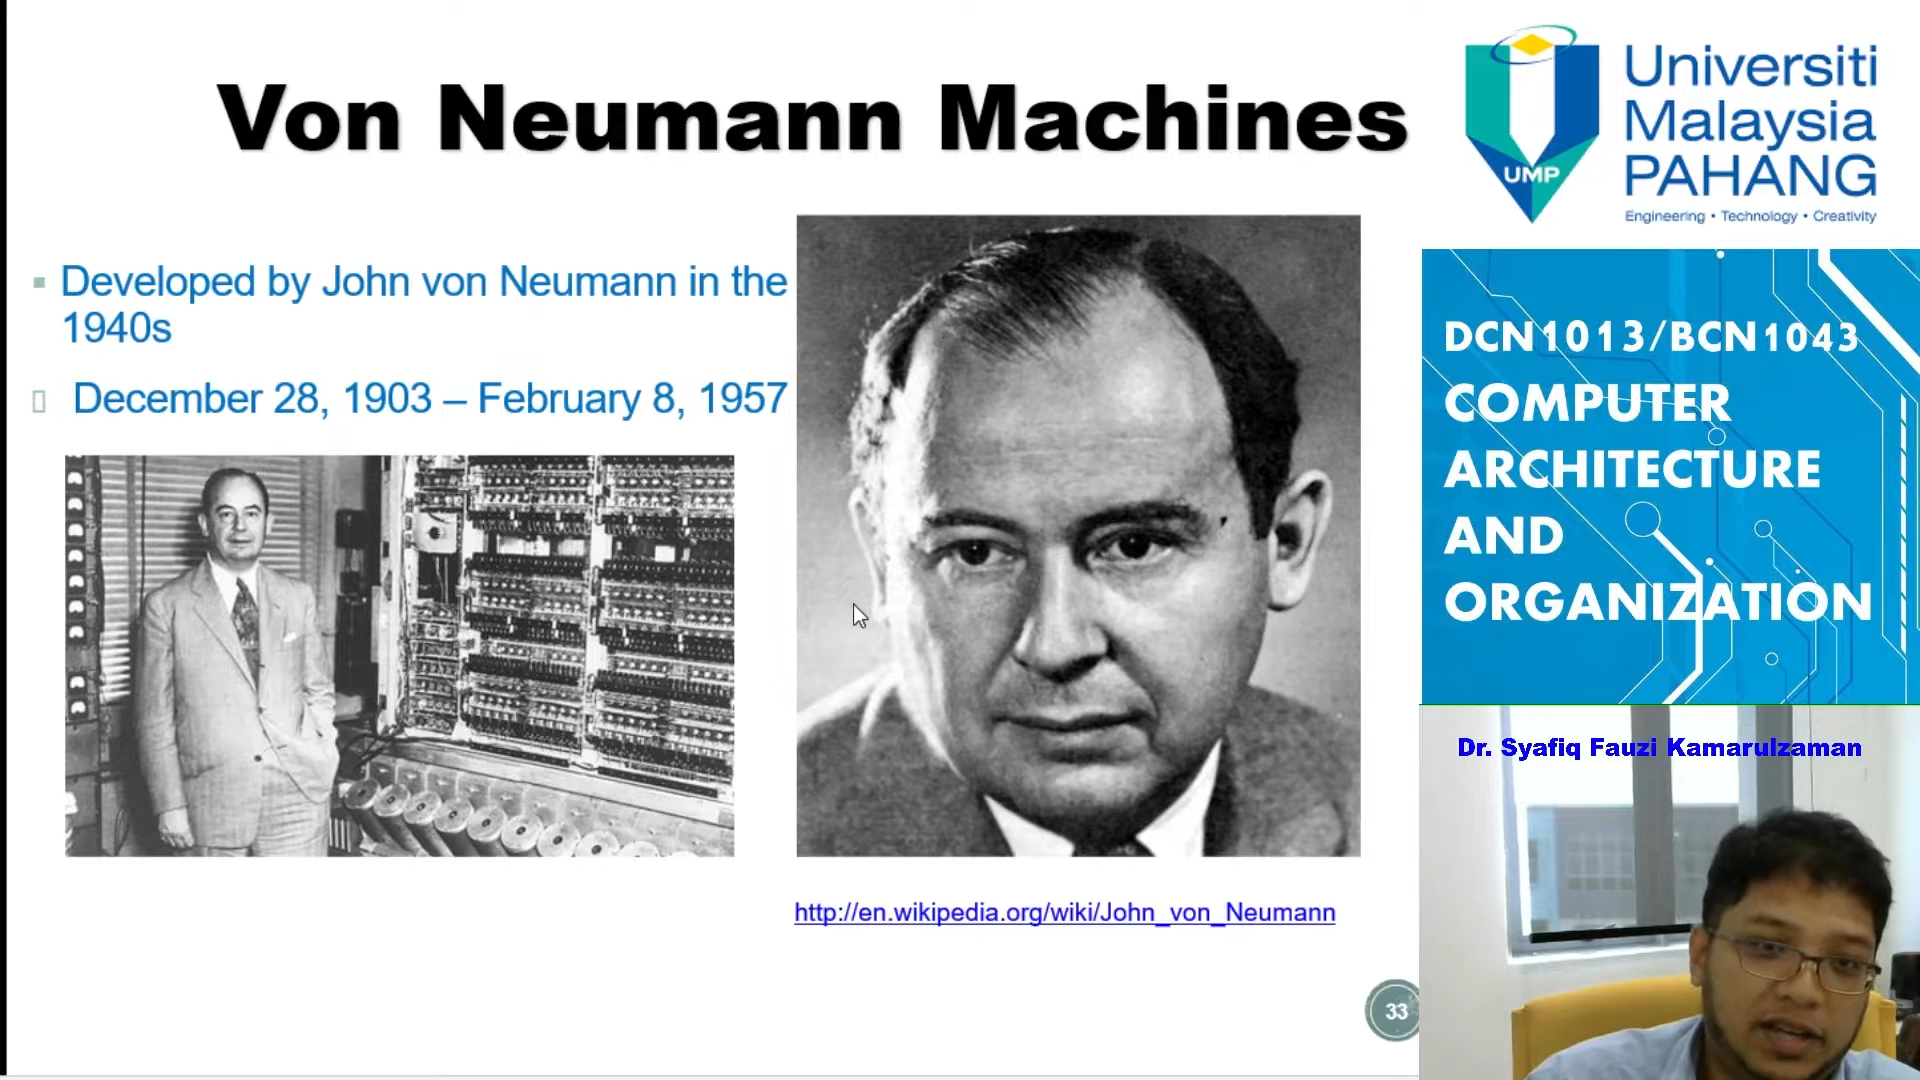 Von Neumann Machines
Developed by John von Neumann in the
1940s
December 28, 1903 – February 8, 1957
http://en.wikipedia.org/wiki/John_von_Neumann
33
UMP
Universiti
Malaysia
PAHANG
Engineering • Technology • Creativity
DCN1013/BCN1043
COMPUTER
ARCHITECTURE
AND
ORGANIZATION
Dr. Syafiq Fauzi Kamarulzaman